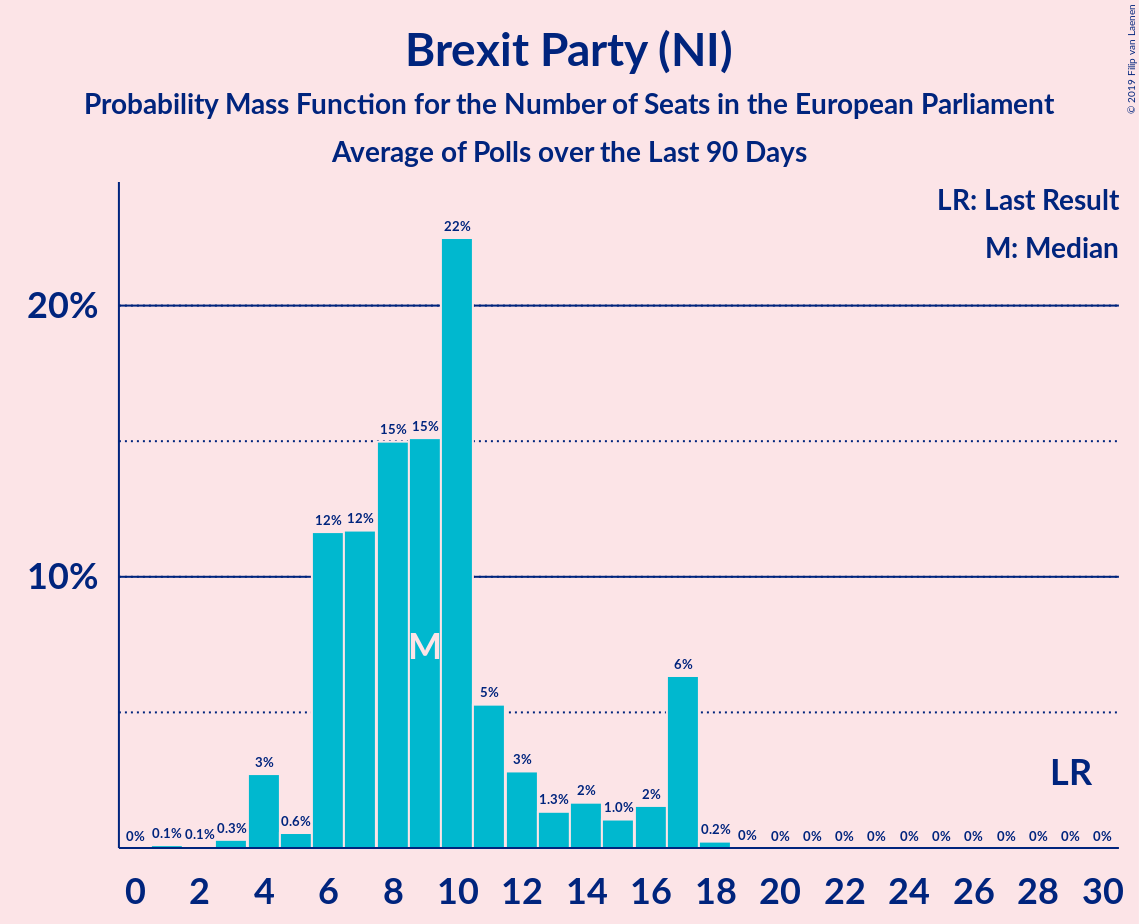 Brexit Party (NI)
Probability Mass Function for the Number of Seats in the European Parliament
Average of Polls over the Last 90 Days
© 2019 Filip van Laenen
LR: Last Result
M: Median
20%
10%
0% 0.1% 0.1% 0.3% 3% 0.6% 12% 12% 15% 15% 22% 5% 3% 1.3% 2% 1.0% 2% 6% 0.2% 0% 0% 0% 0% 0% 0% 0% 0% 0% 0% 0% 0%
M
LR
0 2 4 6 8 10 12 14 16 18 20 22 24 26 28 30